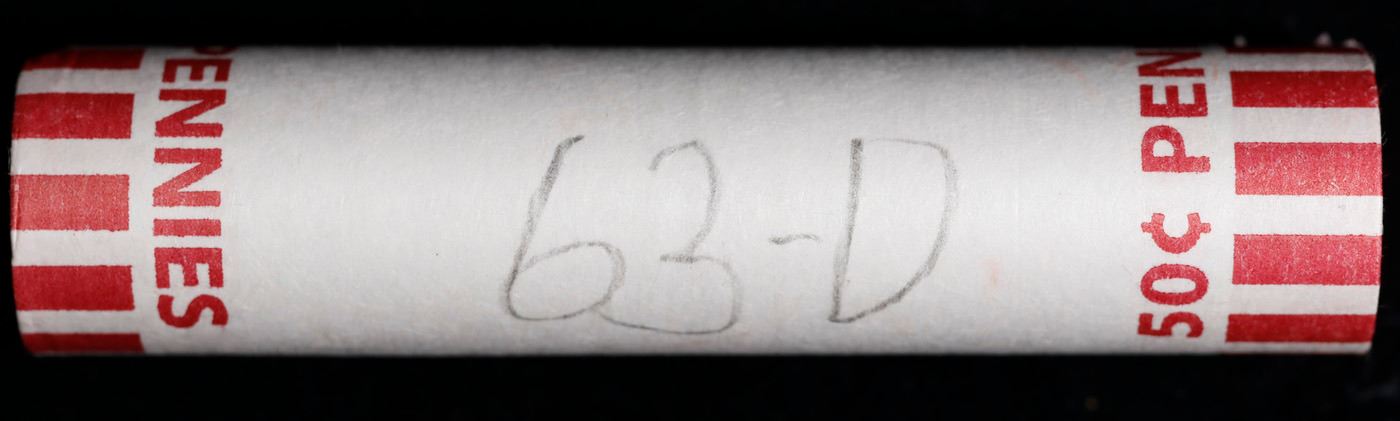 PENNIES
63-D
50¢ PEN